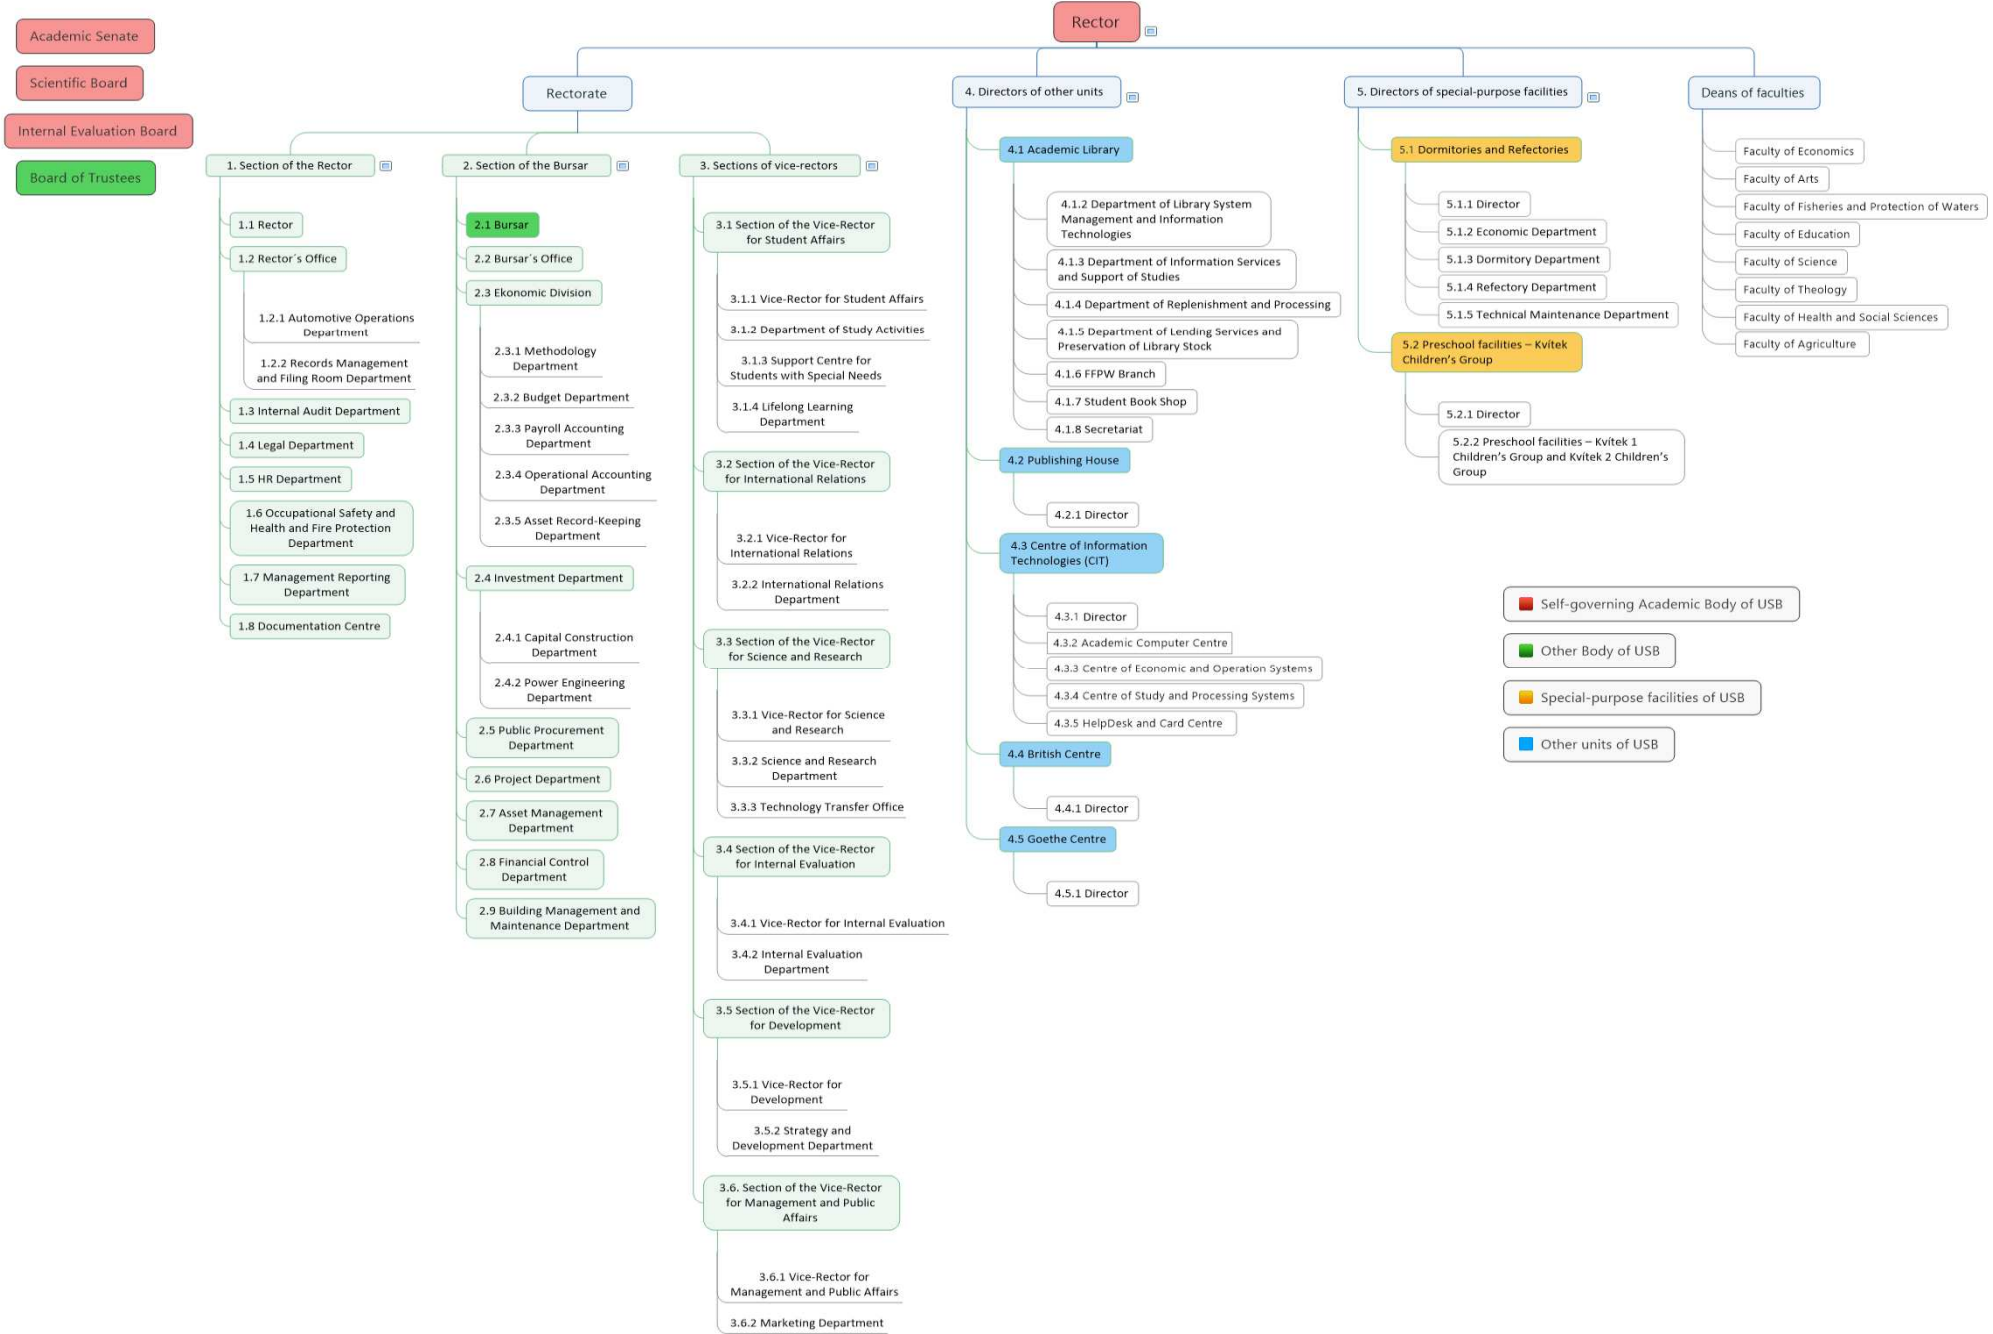 Rector
Academic Senate
Scientific Board
Internal Evaluation Board
Board of Trustees
Rectorate
1. Section of the Rector
1.1 Rector
1.2 Rector´s Office
1.2.1 Automotive Operations
Department
1.2.2 Records Management
and Filing Room Department
1.3 Internal Audit Department
1.4 Legal Department
1.5 HR Department
1.6 Occupational Safety and
Health and Fire Protection
Department
1.7 Management Reporting
Department
1.8 Documentation Centre
2. Section of the Bursar
2.1 Bursar
2.2 Bursar´s Office
2.3 Ekonomic Division
2.3.1 Methodology
Department
2.3.2 Budget Department
2.3.3 Payroll Accounting
Department
2.3.4 Operational Accounting
Department
2.3.5 Asset Record-Keeping
Department
2.4 Investment Department
2.4.1 Capital Construction
Department
2.4.2 Power Engineering
Department
2.5 Public Procurement
Department
2.6 Project Department
2.7 Asset Management
Department
2.8 Financial Control
Department
2.9 Building Management and
Maintenance Department
3. Sections of vice-rectors
3.1 Section of the Vice-Rector
for Student Affairs
3.1.1 Vice-Rector for Student Affairs
3.1.2 Department of Study Activities
3.1.3 Support Centre for
Students with Special Needs
3.1.4 Lifelong Learning
Department
3.2 Section of the Vice-Rector
for International Relations
3.2.1 Vice-Rector for
International Relations
3.2.2 International Relations
Department
3.3 Section of the Vice-Rector
for Science and Research
3.3.1 Vice-Rector for Science
and Research
3.3.2 Science and Research
Department
3.3.3 Technology Transfer Office
3.4 Section of the Vice-Rector
for Internal Evaluation
3.4.1 Vice-Rector for Internal Evaluation
3.4.2 Internal Evaluation
Department
3.5 Section of the Vice-Rector
for Development
3.5.1 Vice-Rector for
Development
3.5.2 Strategy and
Development Department
3.6. Section of the Vice-Rector
for Management and Public
Affairs
3.6.1 Vice-Rector for
Management and Public Affairs
3.6.2 Marketing Department
4. Directors of other units
4.1 Academic Library
4.1.2 Department of Library System
Management and Information
Technologies
4.1.3 Department of Information Services
and Support of Studies
4.1.4 Department of Replenishment and Processing
4.1.5 Department of Lending Services and
Preservation of Library Stock
4.1.6 FFPW Branch
4.1.7 Student Book Shop
4.1.8 Secretariat
4.2 Publishing House
4.2.1 Director
4.3 Centre of Information
Technologies (CIT)
4.3.1 Director
4.3.2 Academic Computer Centre
4.3.3 Centre of Economic and Operation Systems
4.3.4 Centre of Study and Processing Systems
4.3.5 HelpDesk and Card Centre
4.4 British Centre
4.4.1 Director
4.5 Goethe Centre
4.5.1 Director
5. Directors of special-purpose facilities
5.1 Dormitories and Refectories
5.1.1 Director
5.1.2 Economic Department
5.1.3 Dormitory Department
5.1.4 Refectory Department
5.1.5 Technical Maintenance Department
5.2 Preschool facilities – Kvítek
Children’s Group
5.2.1 Director
5.2.2 Preschool facilities – Kvítek 1
Children’s Group and Kvítek 2 Children’s
Group
Deans of faculties
Faculty of Economics
Faculty of Arts
Faculty of Fisheries and Protection of Waters
Faculty of Education
Faculty of Science
Faculty of Theology
Faculty of Health and Social Sciences
Faculty of Agriculture
Self-governing Academic Body of USB
Other Body of USB
Special-purpose facilities of USB
Other units of USB